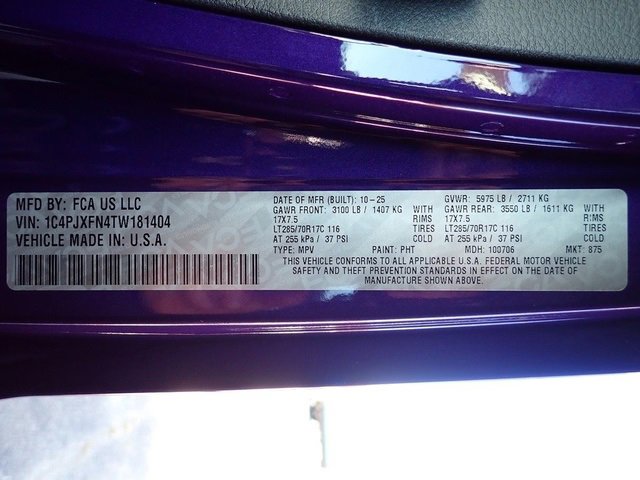 MFD BY: FCA US LLC
VIN: 1C4PJXFN4TW181404
VEHICLE MADE IN: U.S.A.
DATE OF MFR (BUILT): 10-25 GVWR: 5975 LB / 2711 KG
GAWR FRONT: 3100 LB / 1407 KG WITH GAWR REAR: 3550 LB / 1611 KG WITH
17X7.5 RIMS 17X7.5 RIMS
LT285/70R17C 116 TIRES LT285/70R17C 116 TIRES
AT 255 kPa / 37 PSI COLD AT 255 kPa / 37 PSI COLD
TYPE: MPV PAINT: PHT MDH: 100706 MKT: 875
THIS VEHICLE CONFORMS TO ALL APPLICABLE U.S.A. FEDERAL MOTOR VEHICLE
SAFETY AND THEFT PREVENTION STANDARDS IN EFFECT ON THE DATE OF
MANUFACTURE SHOWN ABOVE.